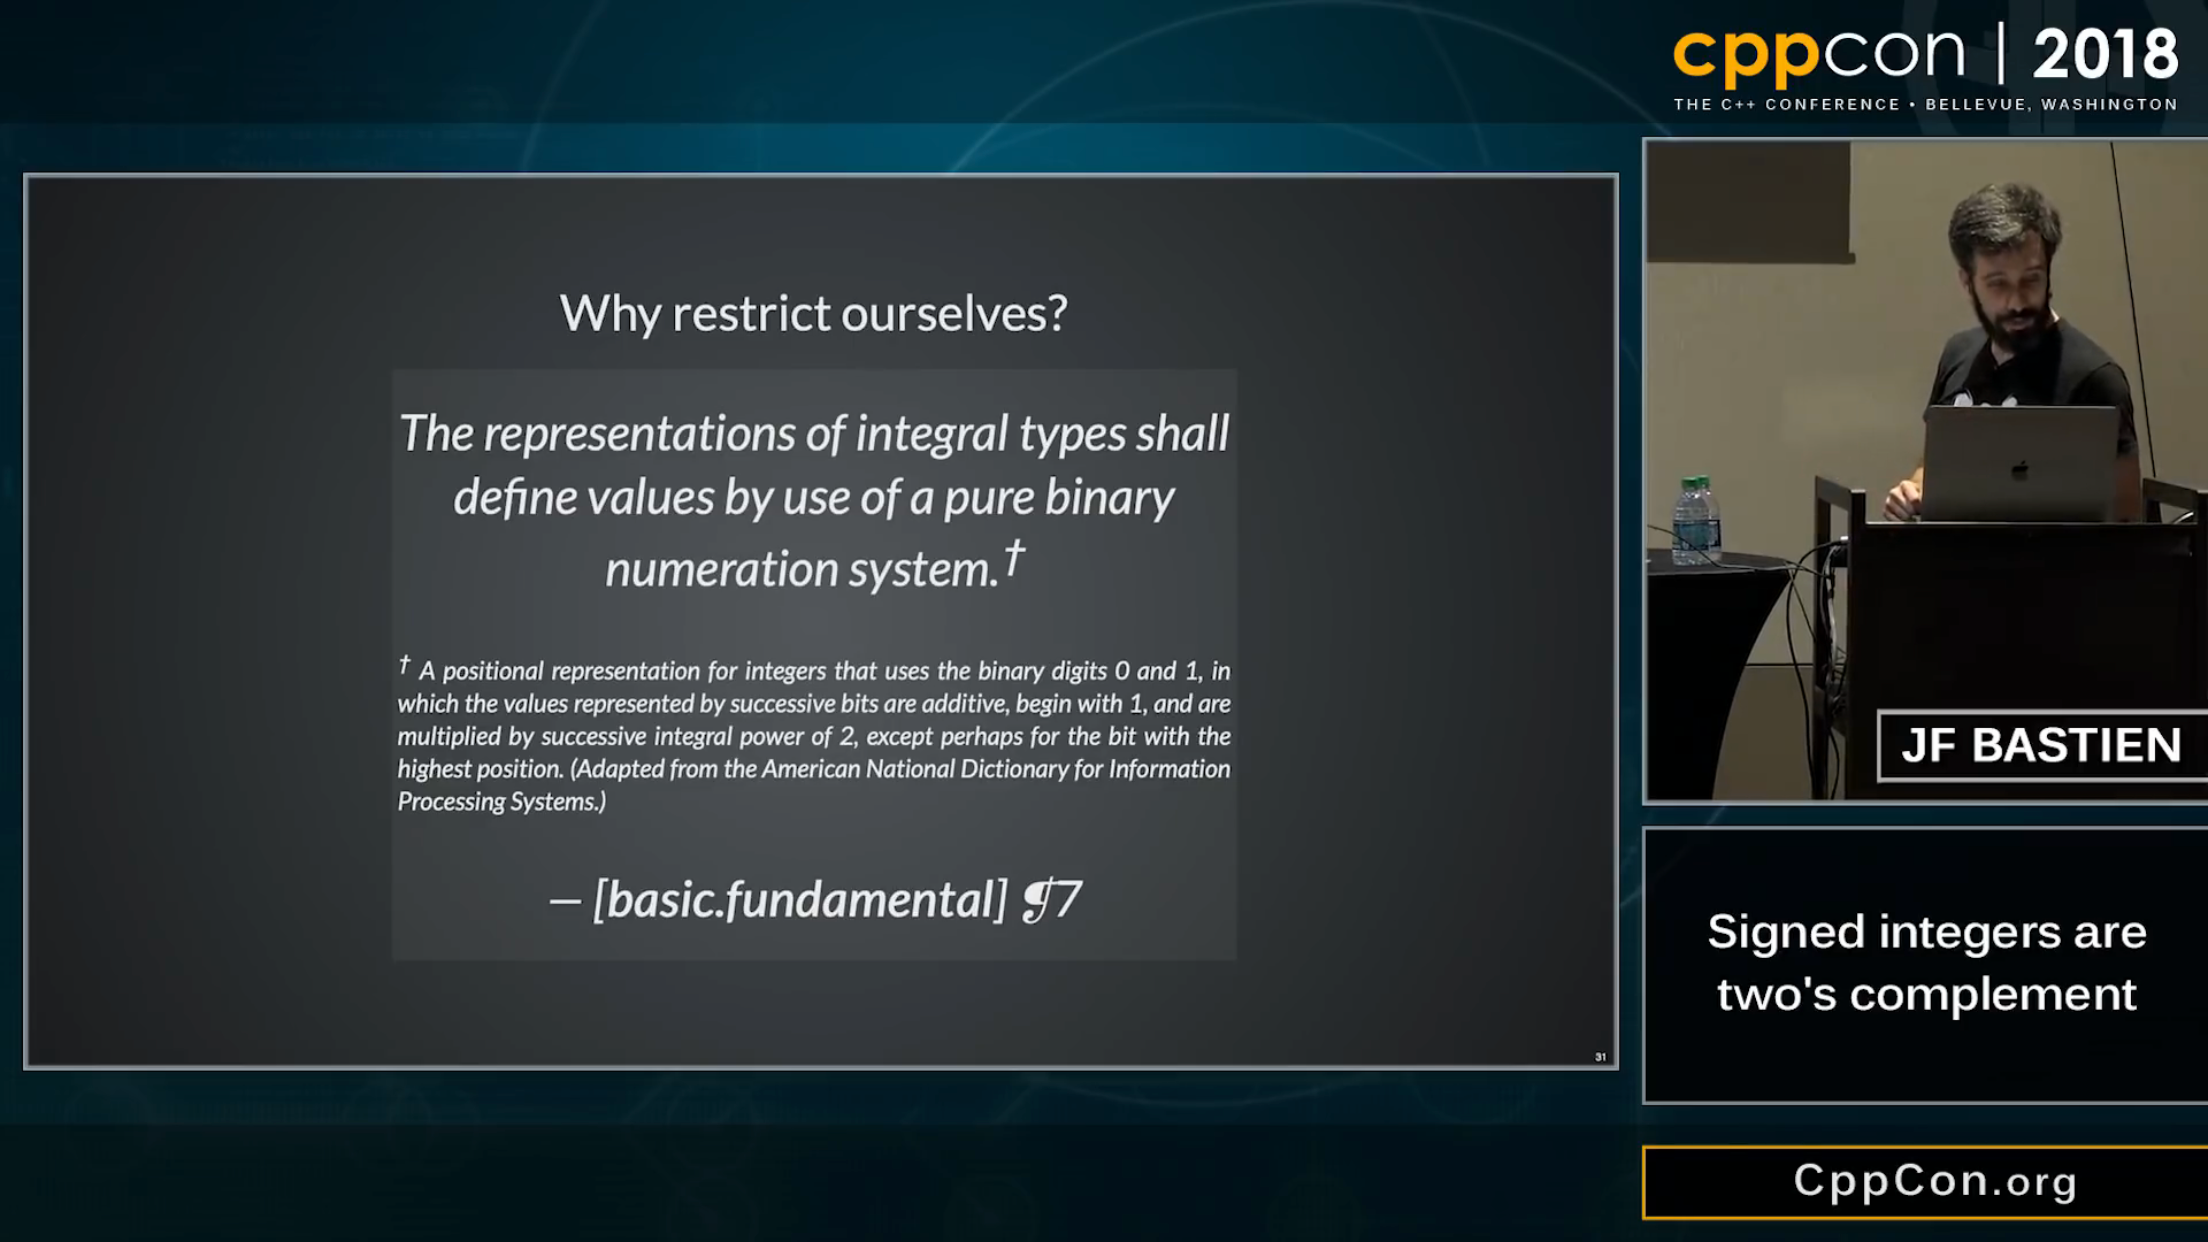 cppcon | 2018
THE C++ CONFERENCE • BELLEVUE, WASHINGTON
Why restrict ourselves?
The representations of integral types shall
define values by use of a pure binary
numeration system.†
† A positional representation for integers that uses the binary digits 0 and 1, in
which the values represented by successive bits are additive, begin with 1, and are
multiplied by successive integral power of 2, except perhaps for the bit with the
highest position. (Adapted from the American National Dictionary for Information
Processing Systems.)
— [basic.fundamental] ¶7
31
JF BASTIEN
Signed integers are
two's complement
CppCon.org